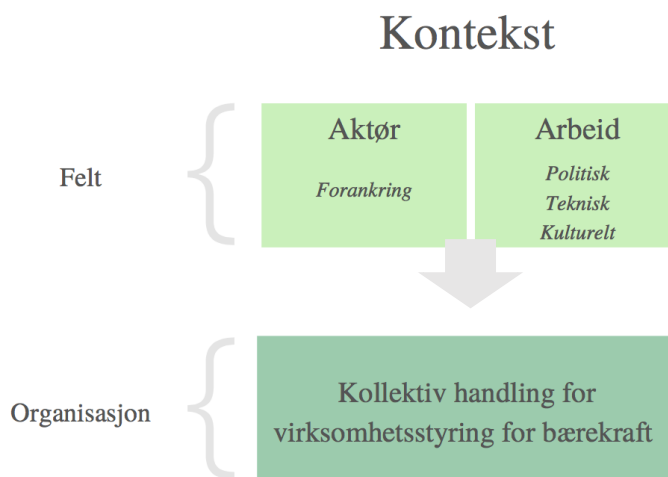 Kontekst
Felt
Aktør
Forankring
Arbeid
Politisk
Teknisk
Kulturelt
Organisasjon
Kollektiv handling for
virksomhetsstyring for bærekraft